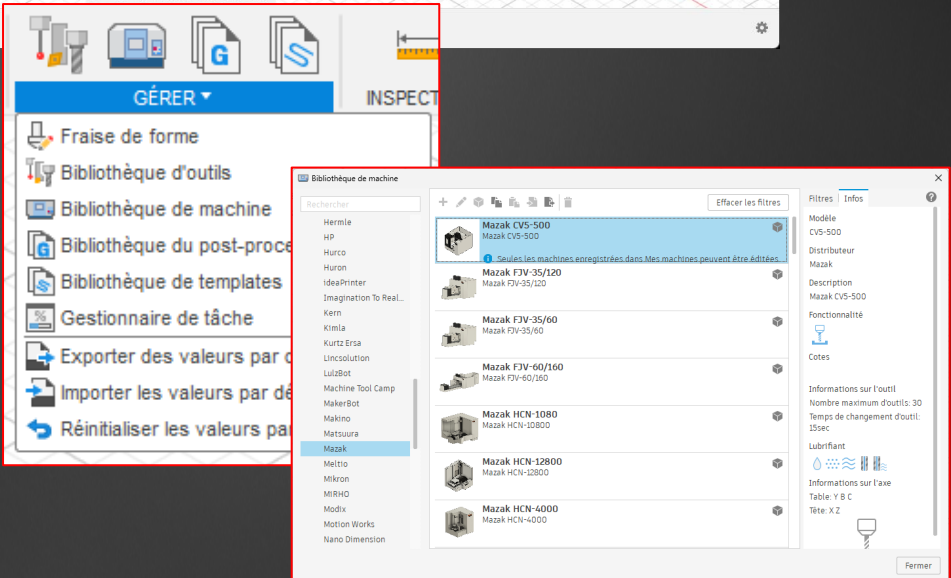 GÉRER
INSPECT
Fraise de forme
Bibliothèque d'outils
Bibliothèque de machine
Bibliothèque du post-proce
Bibliothèque de templates
Gestionnaire de tâche
Exporter des valeurs par d
Importer les valeurs par dé
Réinitialiser les valeurs par
Bibliothèque de machine
Rechercher
Hermle
HP
Hurco
Huron
ideaPrinter
Imagination To Real...
Kern
Kimla
Kurtz Ersa
Lincsolution
LulzBot
Machine Tool Camp
MakerBot
Makino
Matsuura
Mazak
Meltio
Mikron
MIRHO
Modix
Motion Works
Nano Dimension
Effacer les filtres
Mazak CV5-500
Mazak CV5-500
Seules les machines enregistrées dans Mes machines peuvent être éditées.
Mazak FJV-35/120
Mazak FJV-35/120
Mazak FJV-35/60
Mazak FJV-35/60
Mazak FJV-60/160
Mazak FJV-60/160
Mazak HCN-1080
Mazak HCN-10800
Mazak HCN-12800
Mazak HCN-12800
Mazak HCN-4000
Mazak HCN-4000
Filtres
Infos
Modèle
CV5-500
Distributeur
Mazak
Description
Mazak CV5-500
Fonctionnalité
Cotes
Informations sur l'outil
Nombre maximum d'outils: 30
Temps de changement d'outil:
15sec
Lubrifiant
Informations sur l'axe
Table: Y B C
Tête: X Z
Fermer